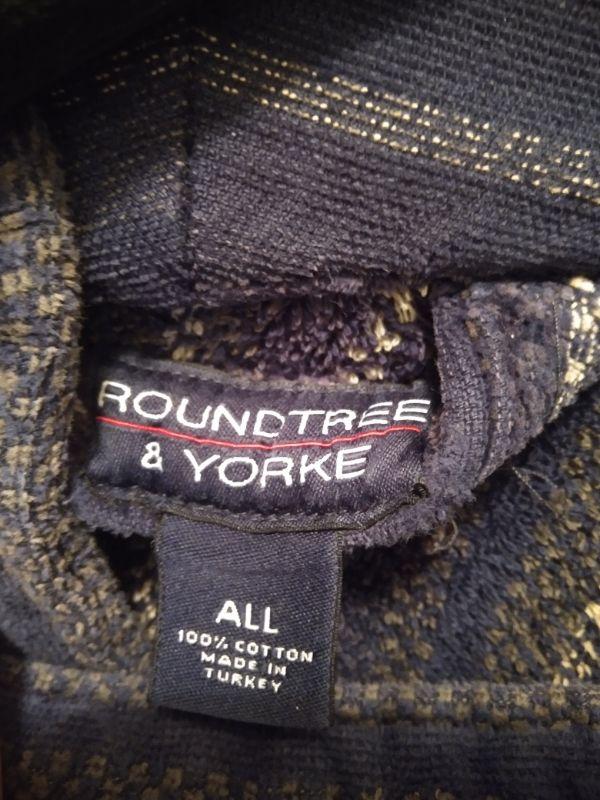 ROUNDTREE
& YORKE
ALL
100% COTTON
MADE IN
TURKEY